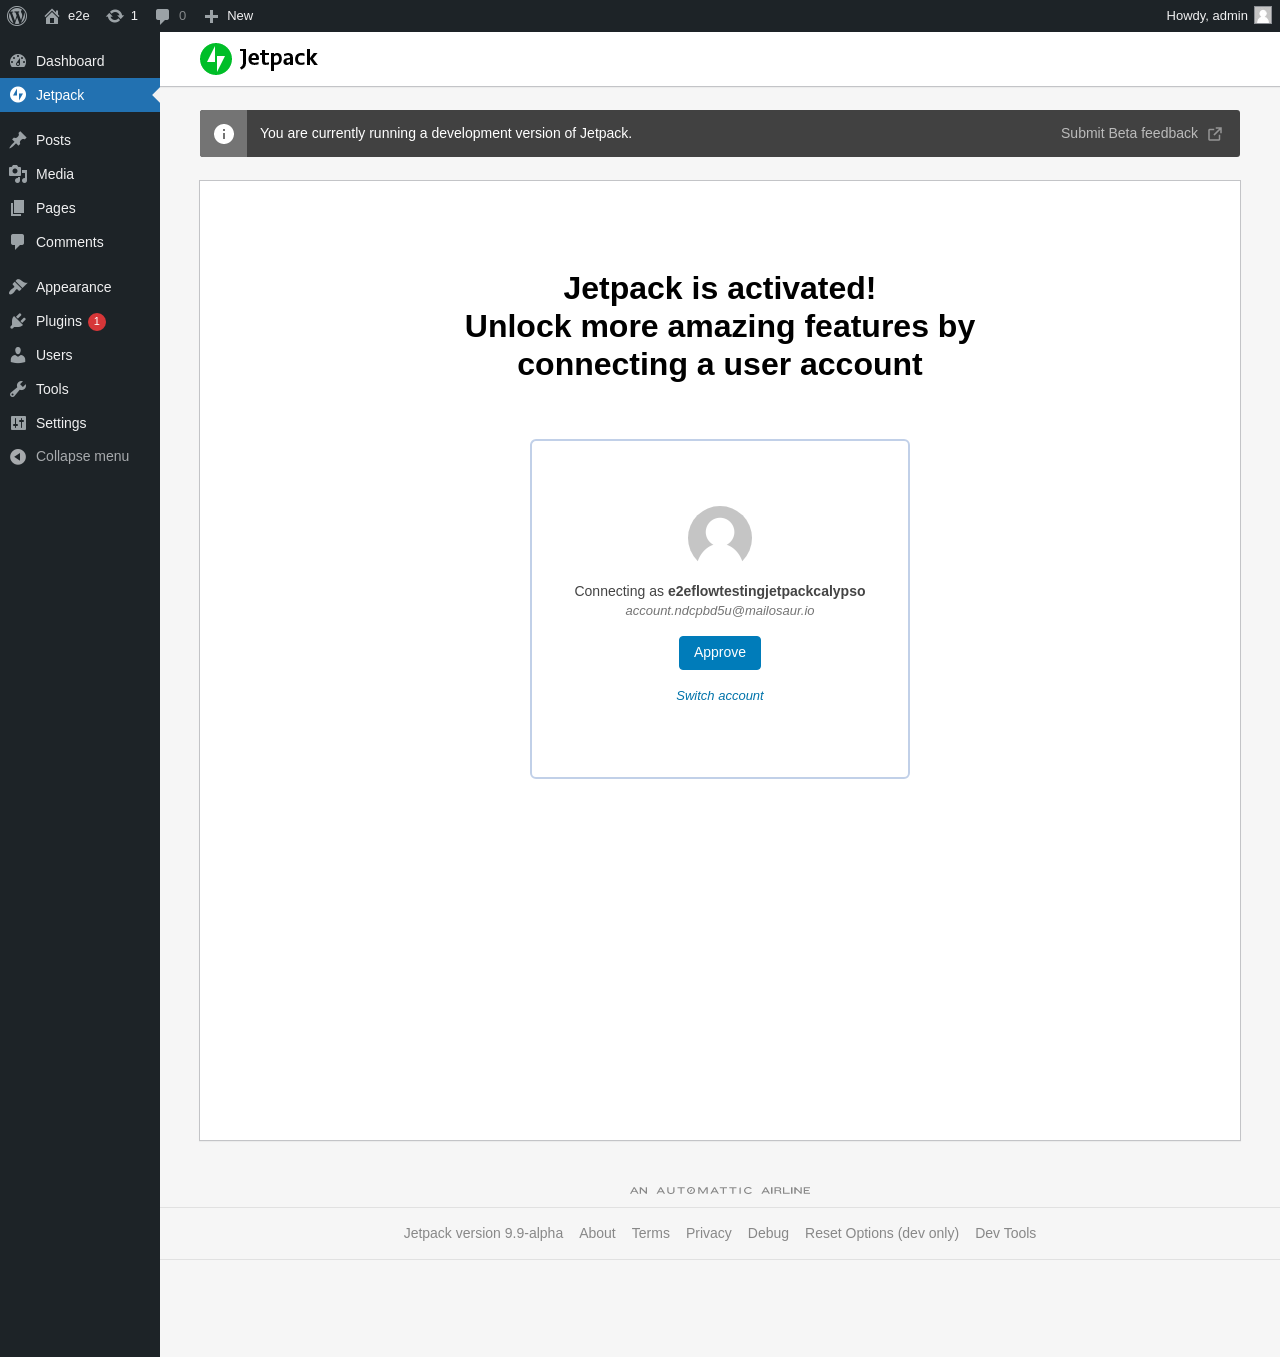 e2e
1
0
New
Howdy, admin
Dashboard
Jetpack
Posts
Media
Pages
Comments
Appearance
Plugins 1
Users
Tools
Settings
Collapse menu
Jetpack
You are currently running a development version of Jetpack.
Submit Beta feedback
Jetpack is activated!
Unlock more amazing features by
connecting a user account
Connecting as e2eflowtestingjetpackcalypso
account.ndcpbd5u@mailosaur.io
Approve
Switch account
AN AUTOMATTIC AIRLINE
Jetpack version 9.9-alpha About Terms Privacy Debug Reset Options (dev only) Dev Tools